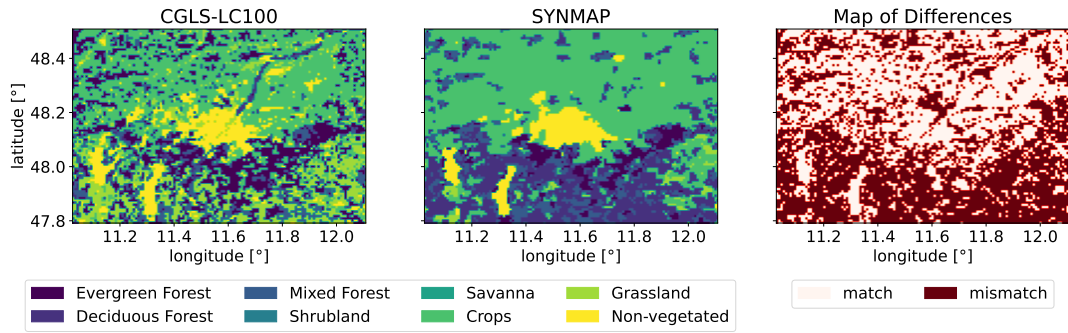 CGLS-LC100
SYNMAP
Map of Differences
latitude [°]
48.4
48.2
48.0
47.8
11.2 11.4 11.6 11.8 12.0
11.2 11.4 11.6 11.8 12.0
11.2 11.4 11.6 11.8 12.0
longitude [°]
longitude [°]
longitude [°]
Evergreen Forest Mixed Forest Savanna Grassland
Deciduous Forest Shrubland Crops Non-vegetated
match mismatch